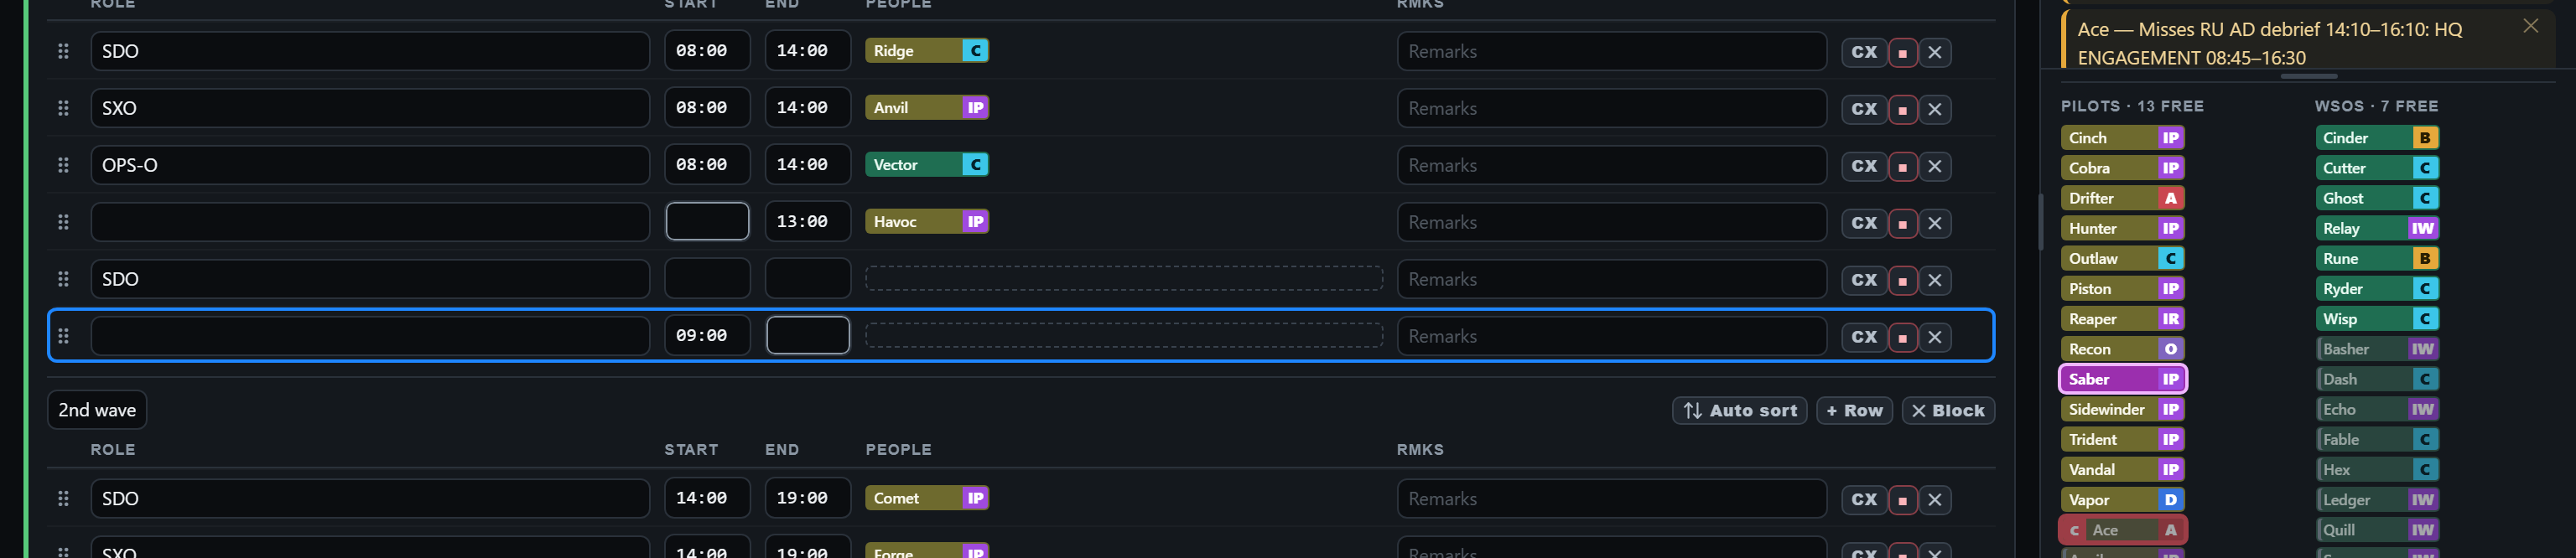 ROLE START END PEOPLE RMKS
SDO 08:00 14:00 Ridge C Remarks CX
SXO 08:00 14:00 Anvil IP Remarks CX
OPS-O 08:00 14:00 Vector C Remarks CX
13:00 Havoc IP Remarks CX
SDO Remarks CX
09:00 Remarks CX
2nd wave Auto sort + Row × Block
ROLE START END PEOPLE RMKS
SDO 14:00 19:00 Comet IP Remarks CX
SXO 14:00 19:00 Forge IP Remarks CX
Ace — Misses RU AD debrief 14:10–16:10: HQ
ENGAGEMENT 08:45–16:30
PILOTS · 13 FREE
Cinch IP
Cobra IP
Drifter A
Hunter IP
Outlaw C
Piston IP
Reaper IR
Recon O
Saber IP
Sidewinder IP
Trident IP
Vandal IP
Vapor D
C Ace A
WSOS · 7 FREE
Cinder B
Cutter C
Ghost C
Relay IW
Rune B
Ryder C
Wisp C
Basher IW
Dash C
Echo IW
Fable C
Hex C
Ledger IW
Quill IW